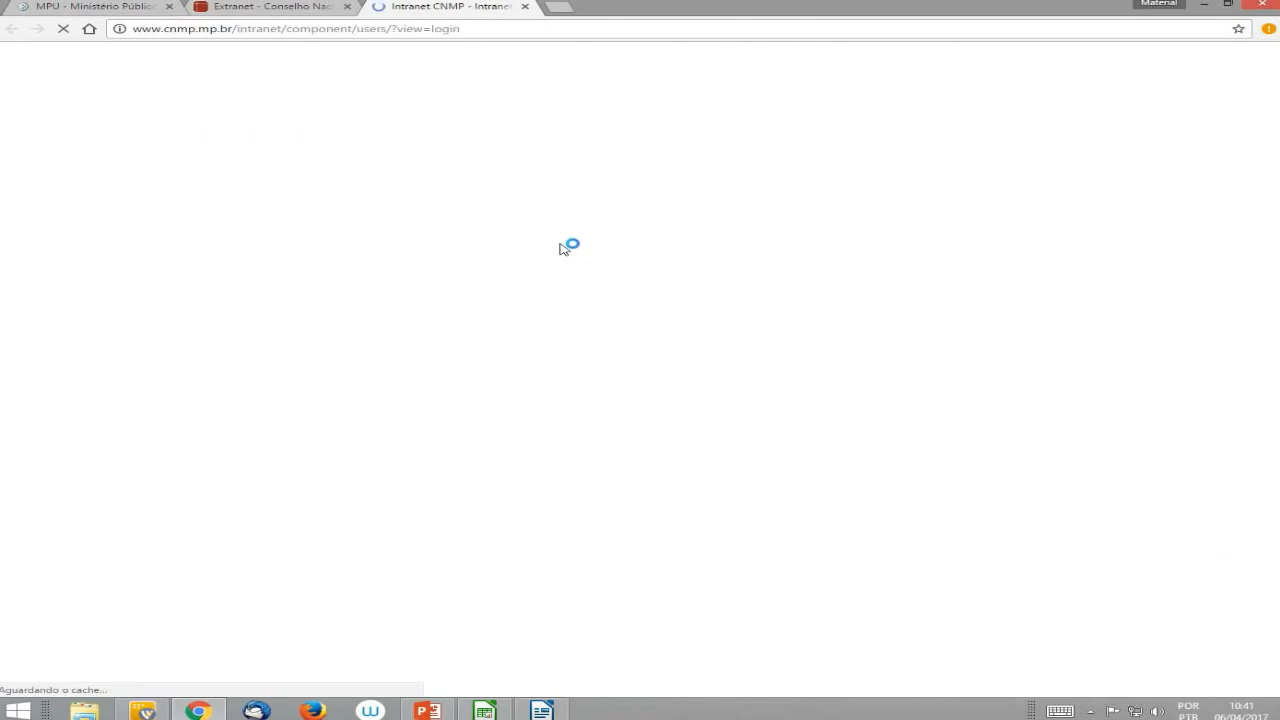 MPU - Ministério Públic
Extranet - Conselho Nac
Intranet CNMP - Intrane
Material
www.cnmp.mp.br/intranet/component/users/?view=login
Aguardando o cache...
W
POR
10:41
PTB
06/04/2017